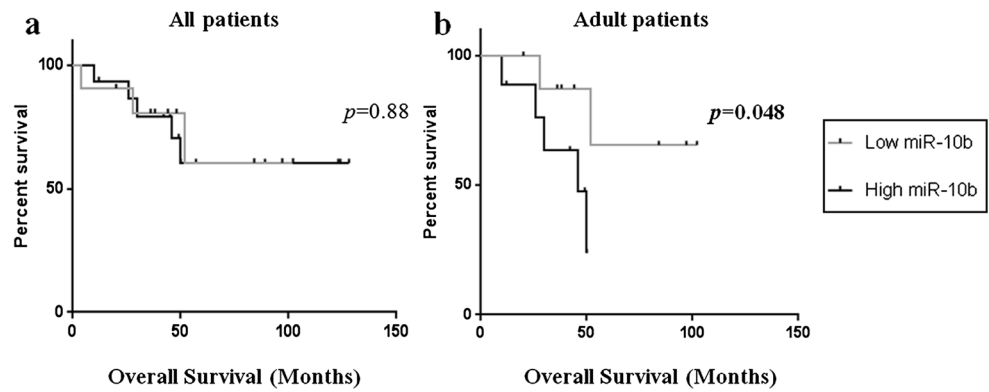 a
All patients
100
50
0
0
50
100
150
Percent survival
Overall Survival (Months)
p=0.88
b
Adult patients
100
50
0
0
50
100
150
Percent survival
Overall Survival (Months)
p=0.048
Low miR-10b
High miR-10b